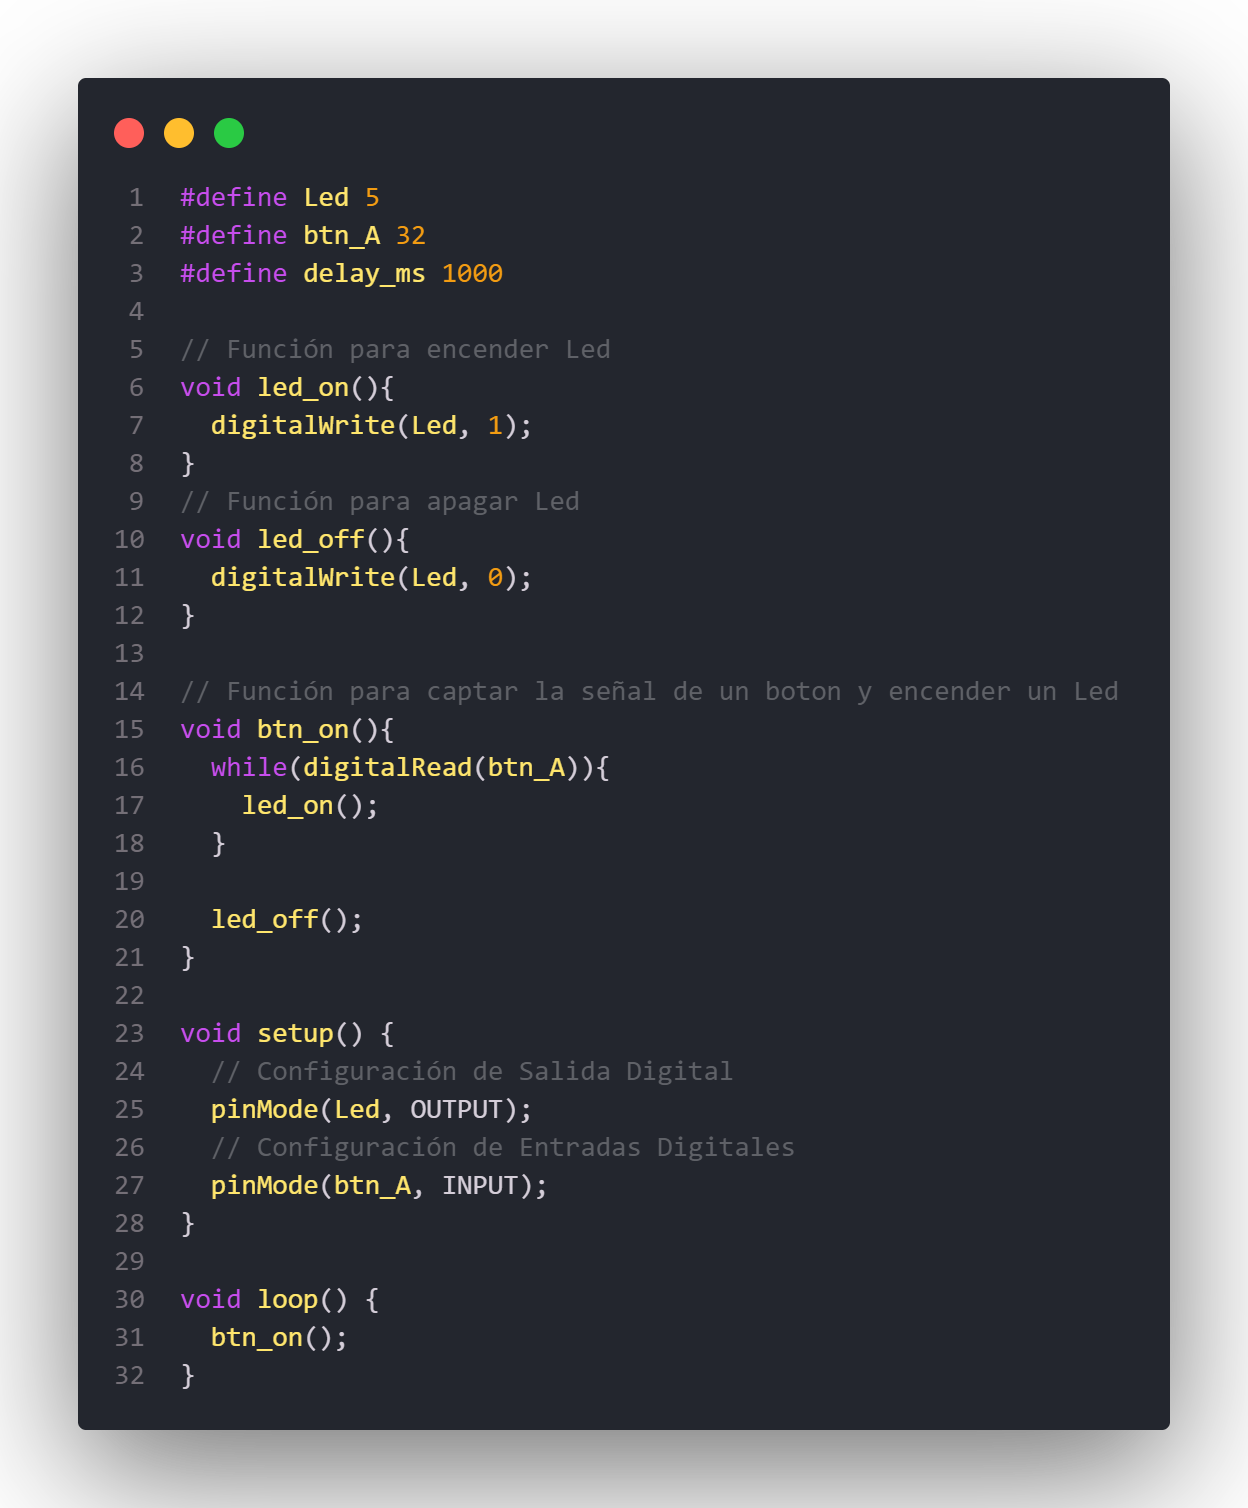 1 #define Led 5
2 #define btn_A 32
3 #define delay_ms 1000
4
5 // Función para encender Led
6 void led_on(){
7   digitalWrite(Led, 1);
8 }
9 // Función para apagar Led
10 void led_off(){
11   digitalWrite(Led, 0);
12 }
13
14 // Función para captar la señal de un boton y encender un Led
15 void btn_on(){
16   while(digitalRead(btn_A)){
17     led_on();
18   }
19
20   led_off();
21 }
22
23 void setup() {
24   // Configuración de Salida Digital
25   pinMode(Led, OUTPUT);
26   // Configuración de Entradas Digitales
27   pinMode(btn_A, INPUT);
28 }
29
30 void loop() {
31   btn_on();
32 }